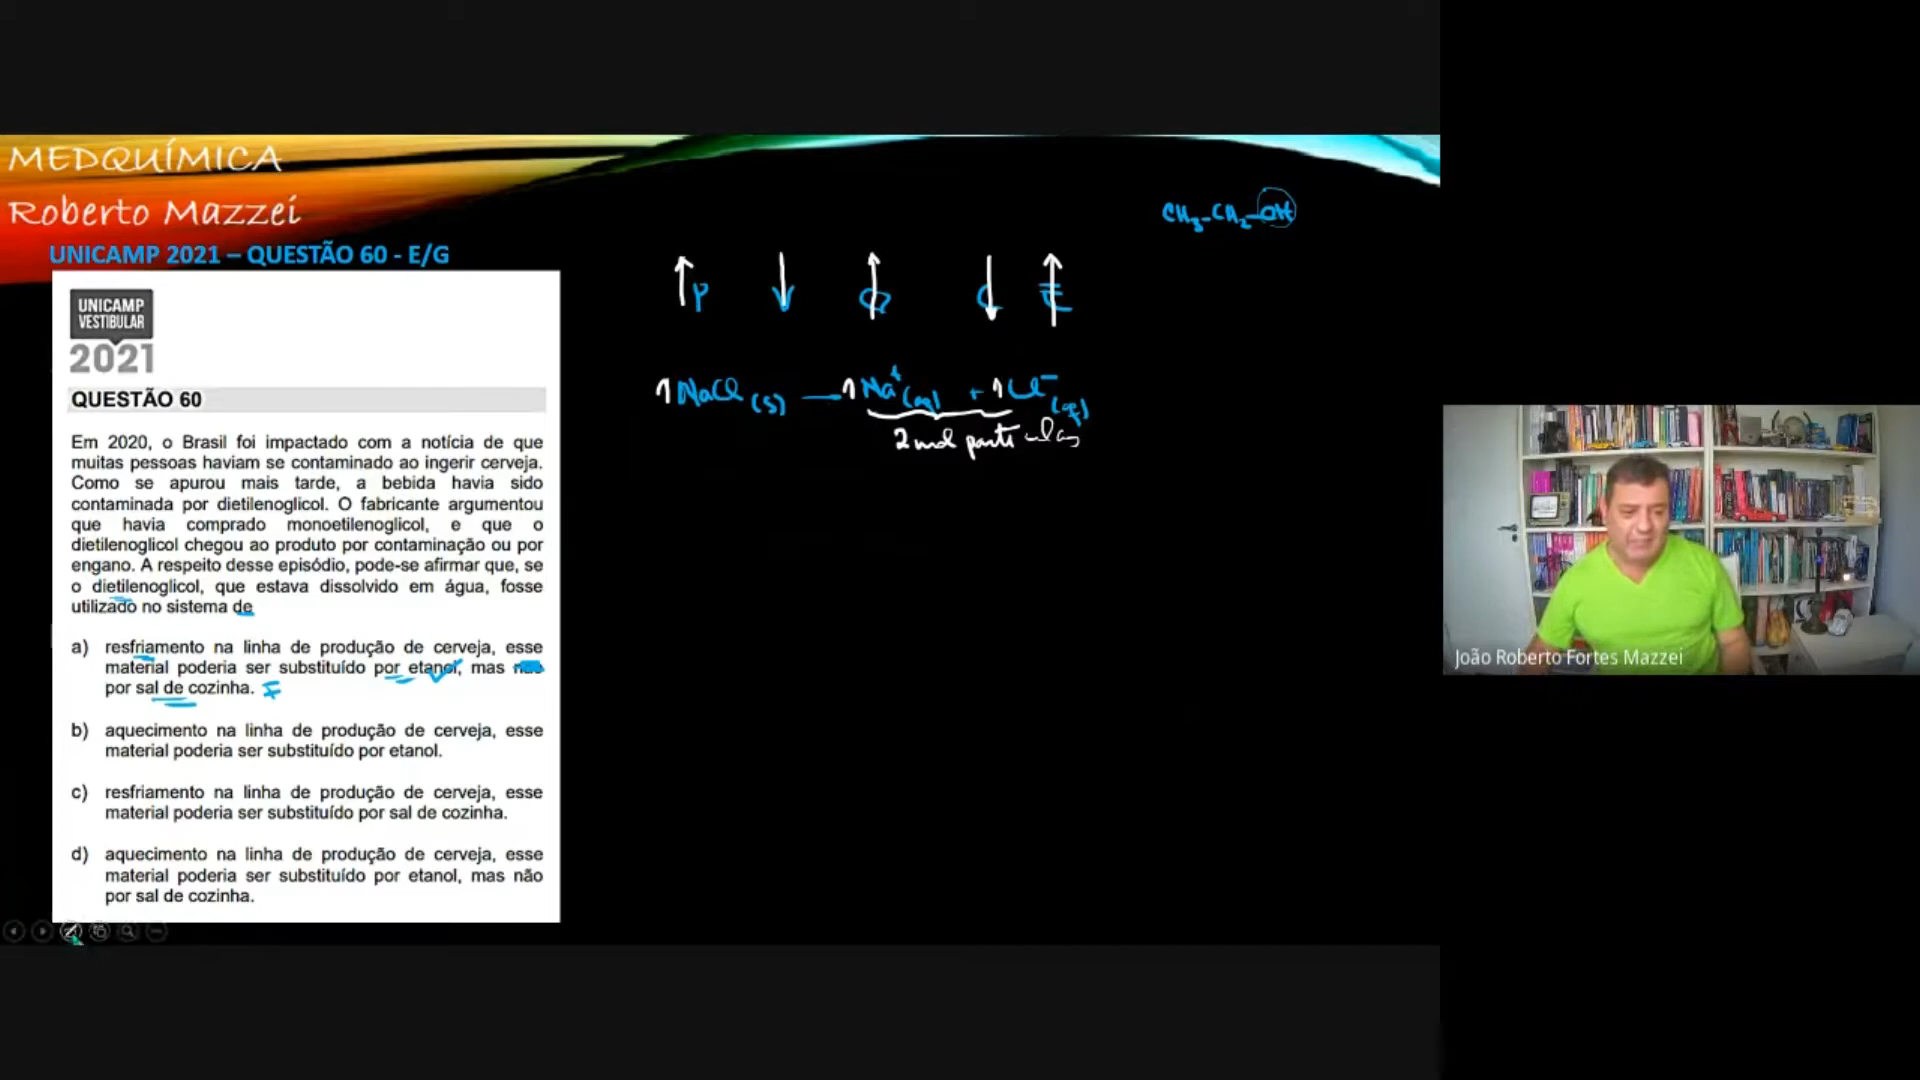 MEDQUÍMICA
Roberto Mazzei
UNICAMP 2021 – QUESTÃO 60 - E/G
UNICAMP
VESTIBULAR
2021
QUESTÃO 60
Em 2020, o Brasil foi impactado com a notícia de que
muitas pessoas haviam se contaminado ao ingerir cerveja.
Como se apurou mais tarde, a bebida havia sido
contaminada por dietilenoglicol. O fabricante argumentou
que havia comprado monoetilenoglicol, e que o
dietilenoglicol chegou ao produto por contaminação ou por
engano. A respeito desse episódio, pode-se afirmar que, se
o dietilenoglicol, que estava dissolvido em água, fosse
utilizado no sistema de
a) resfriamento na linha de produção de cerveja, esse
material poderia ser substituído por etanol, mas não
por sal de cozinha. F
b) aquecimento na linha de produção de cerveja, esse
material poderia ser substituído por etanol.
c) resfriamento na linha de produção de cerveja, esse
material poderia ser substituído por sal de cozinha.
d) aquecimento na linha de produção de cerveja, esse
material poderia ser substituído por etanol, mas não
por sal de cozinha.
CH₃-CH₂-OH
↑P ↓V ↑O ↓C ↑E
1 NaCl (s) — 1 Na⁺ (aq) + 1 Cl⁻ (aq)
2 mol partículas
João Roberto Fortes Mazzei